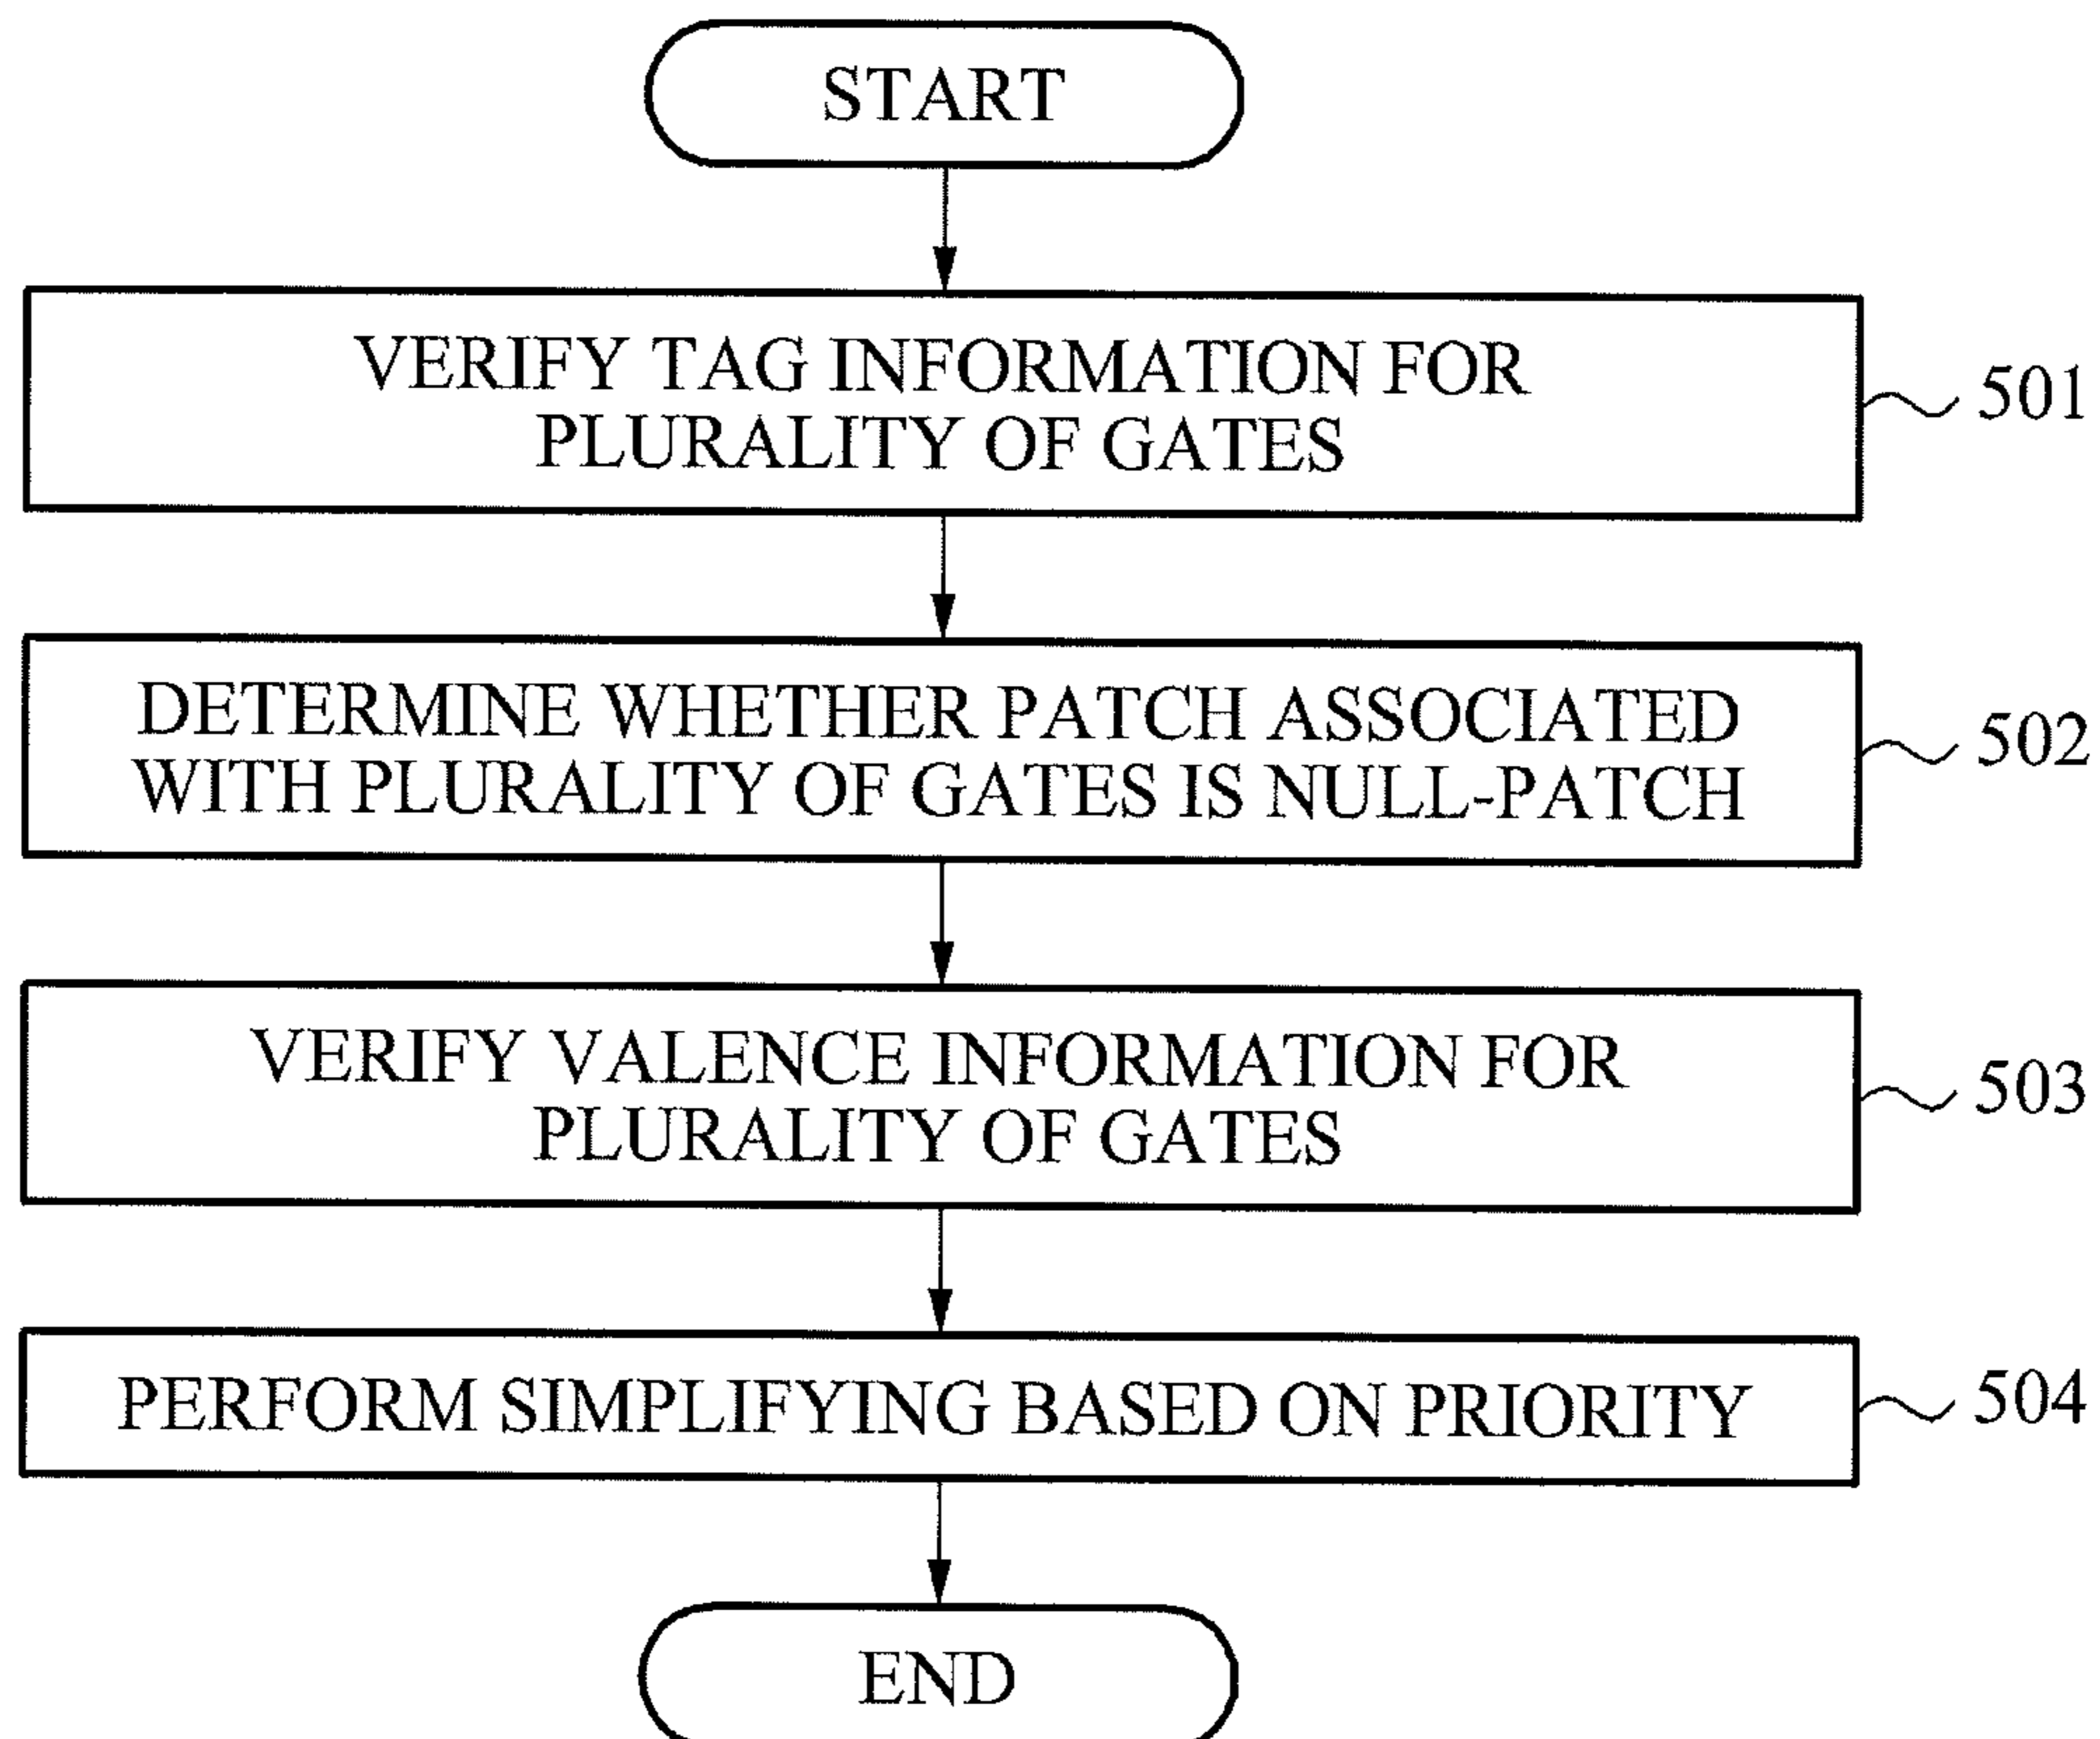 START
VERIFY TAG INFORMATION FOR
PLURALITY OF GATES
501
DETERMINE WHETHER PATCH ASSOCIATED
WITH PLURALITY OF GATES IS NULL-PATCH
502
VERIFY VALENCE INFORMATION FOR
PLURALITY OF GATES
503
PERFORM SIMPLIFYING BASED ON PRIORITY
504
END